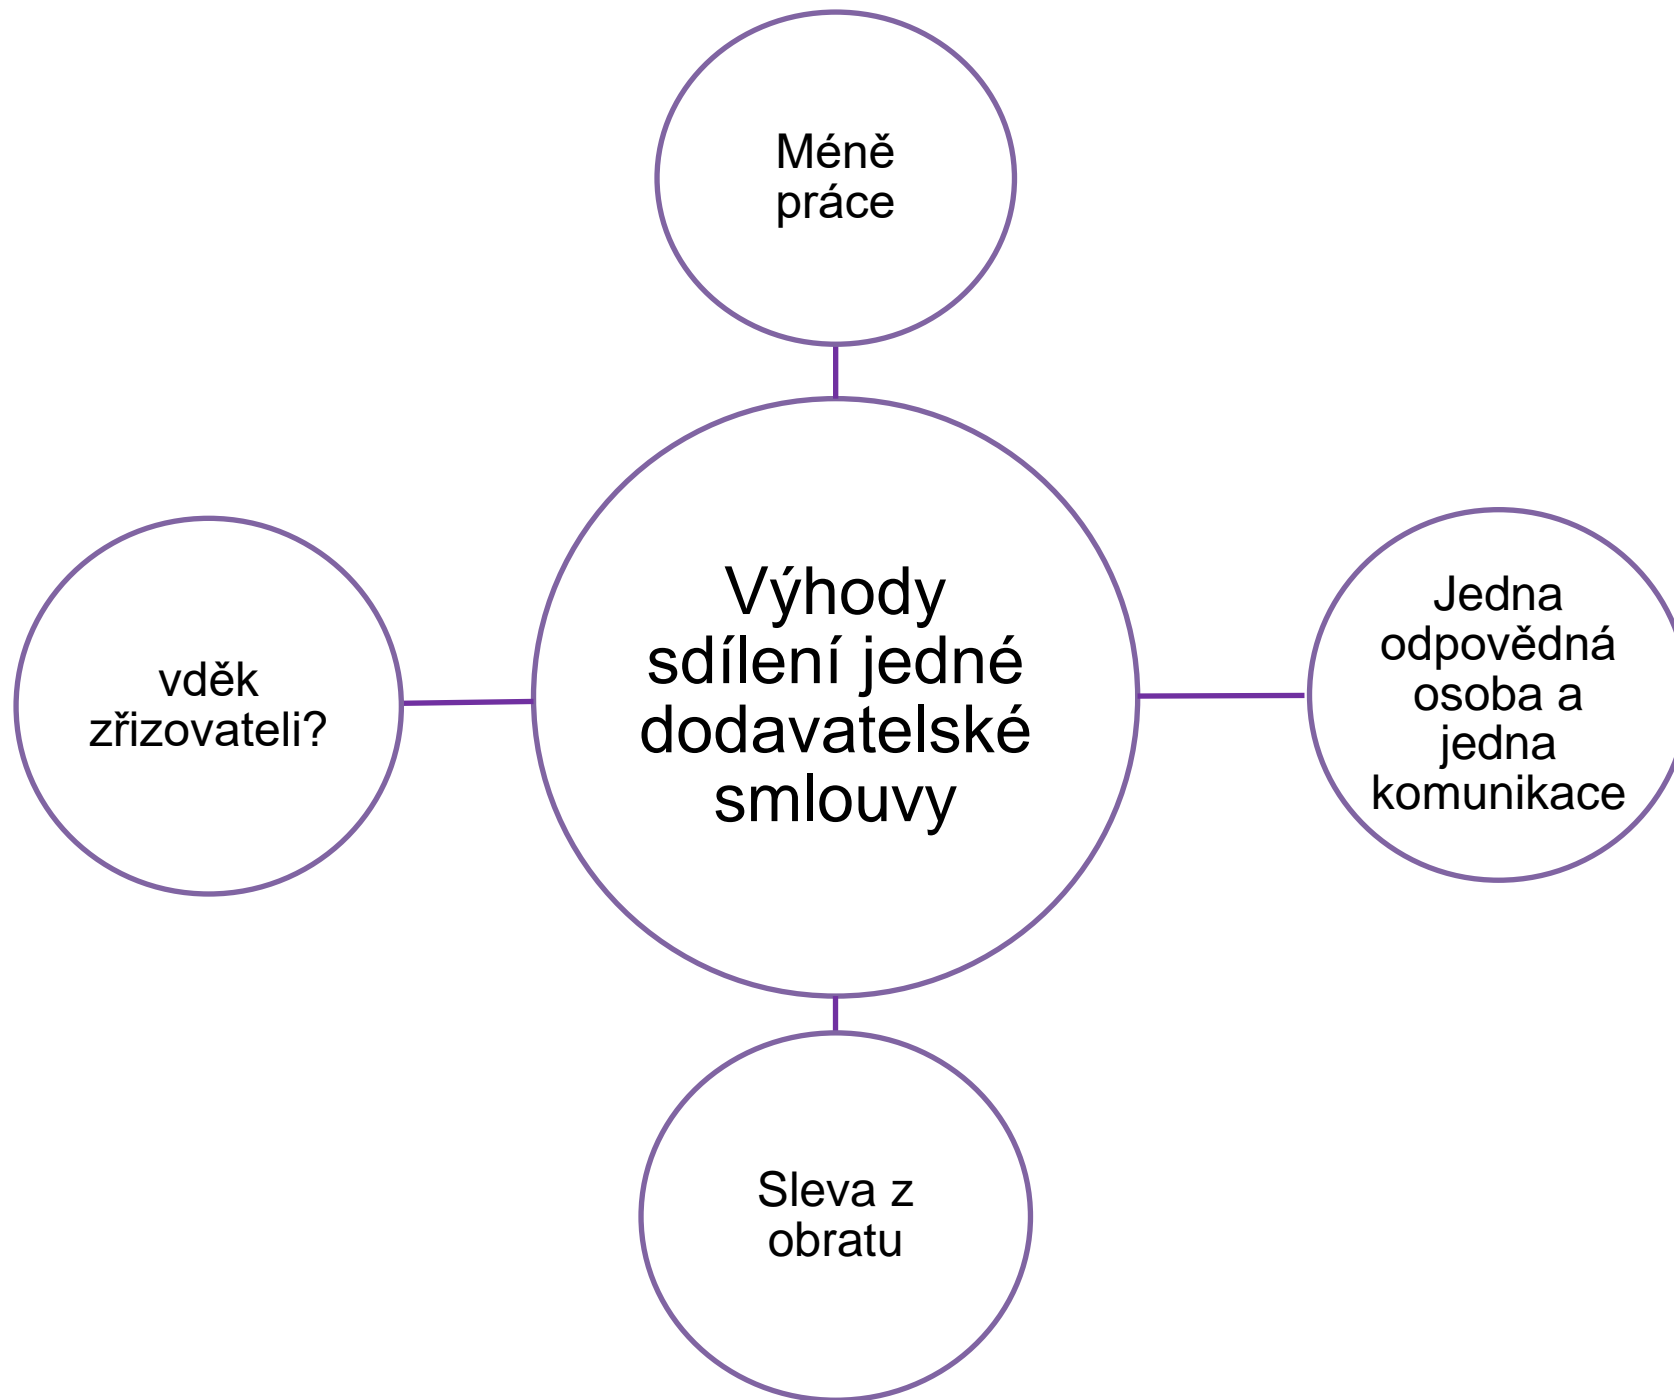 Méně
práce
Výhody
sdílení jedné
dodavatelské
smlouvy
vděk
zřizovateli?
Jedna
odpovědná
osoba a
jedna
komunikace
Sleva z
obratu